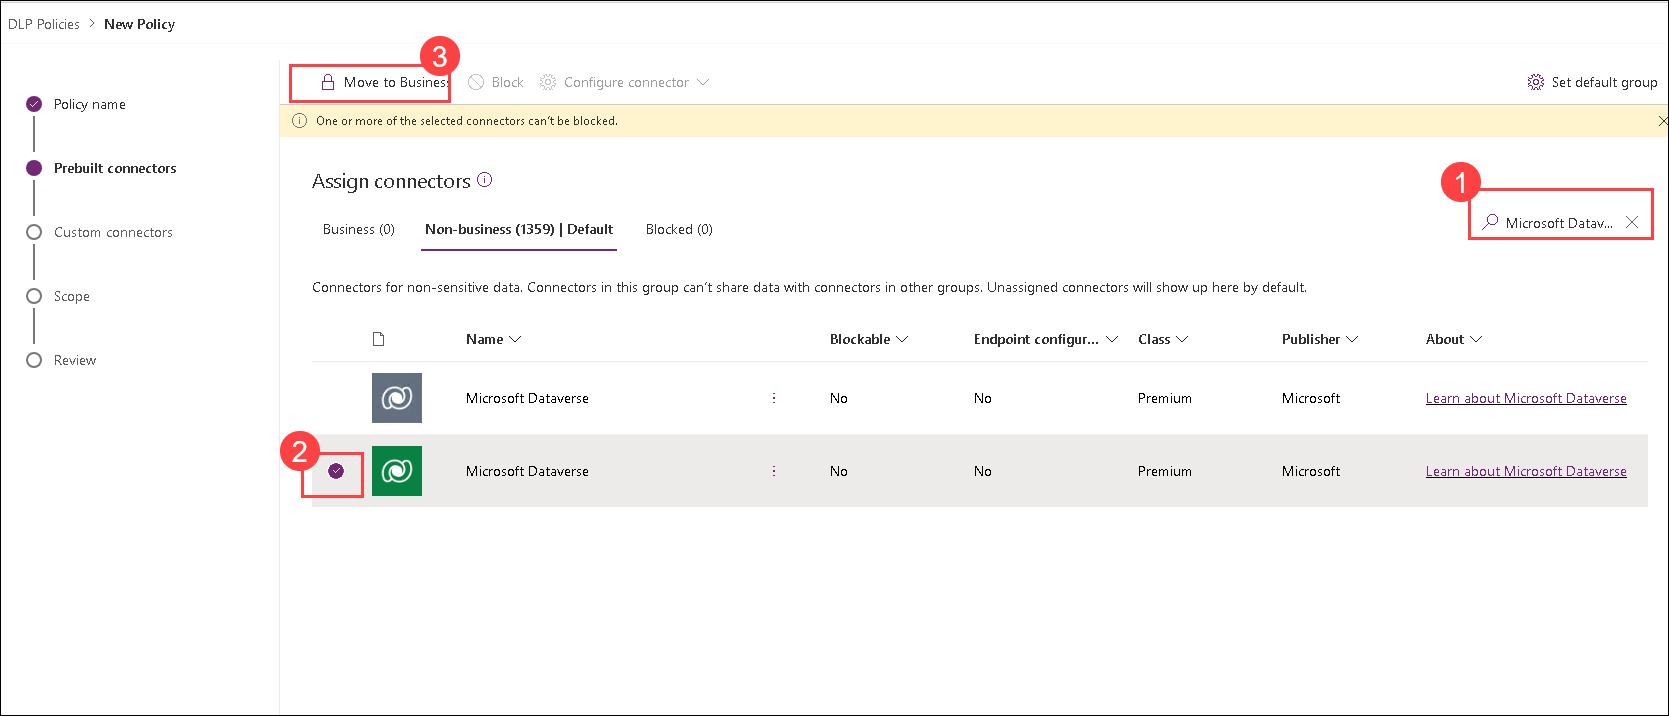 DLP Policies > New Policy
3
Move to Business
Block
Configure connector
Set default group
Policy name
One or more of the selected connectors can't be blocked.
Prebuilt connectors
Assign connectors
1
Custom connectors
Business (0)
Non-business (1359) | Default
Blocked (0)
Microsoft Datav...
Scope
Connectors for non-sensitive data. Connectors in this group can't share data with connectors in other groups. Unassigned connectors will show up here by default.
Name
Blockable
Endpoint configur...
Class
Publisher
About
Review
Microsoft Dataverse
No
No
Premium
Microsoft
Learn about Microsoft Dataverse
2
Microsoft Dataverse
No
No
Premium
Microsoft
Learn about Microsoft Dataverse